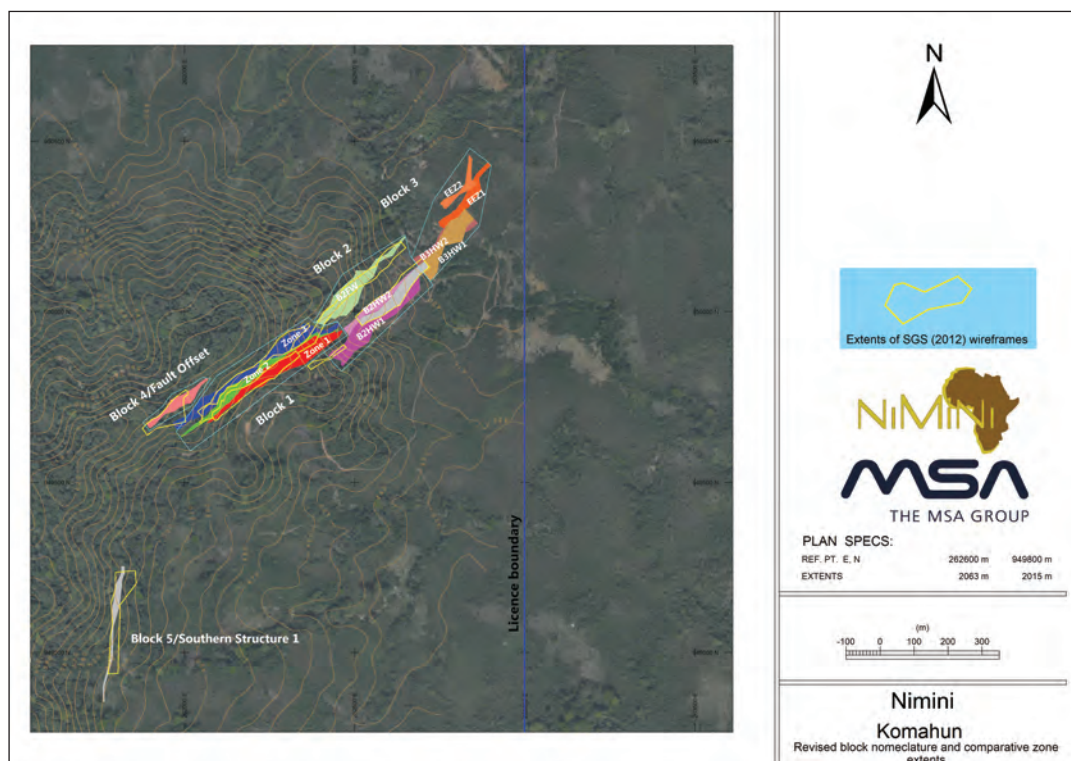 N
Block 3
EEZ2
EEZ1
B3HW2
B3HW1
Block 2
B2FW
B2HW2
B2HW1
Zone 3
Zone 1
Zone 2
Block 4/Fault Offset
Block 1
Licence boundary
Block 5/Southern Structure 1
Extents of SGS (2012) wireframes
NiMiNi
MSA
THE MSA GROUP
PLAN SPECS:
REF. PT. E, N 262600 m 949800 m
EXTENTS 2063 m 2015 m
(m)
-100 0 100 200 300
Nimini
Komahun
Revised block nomeclature and comparative zone
extents